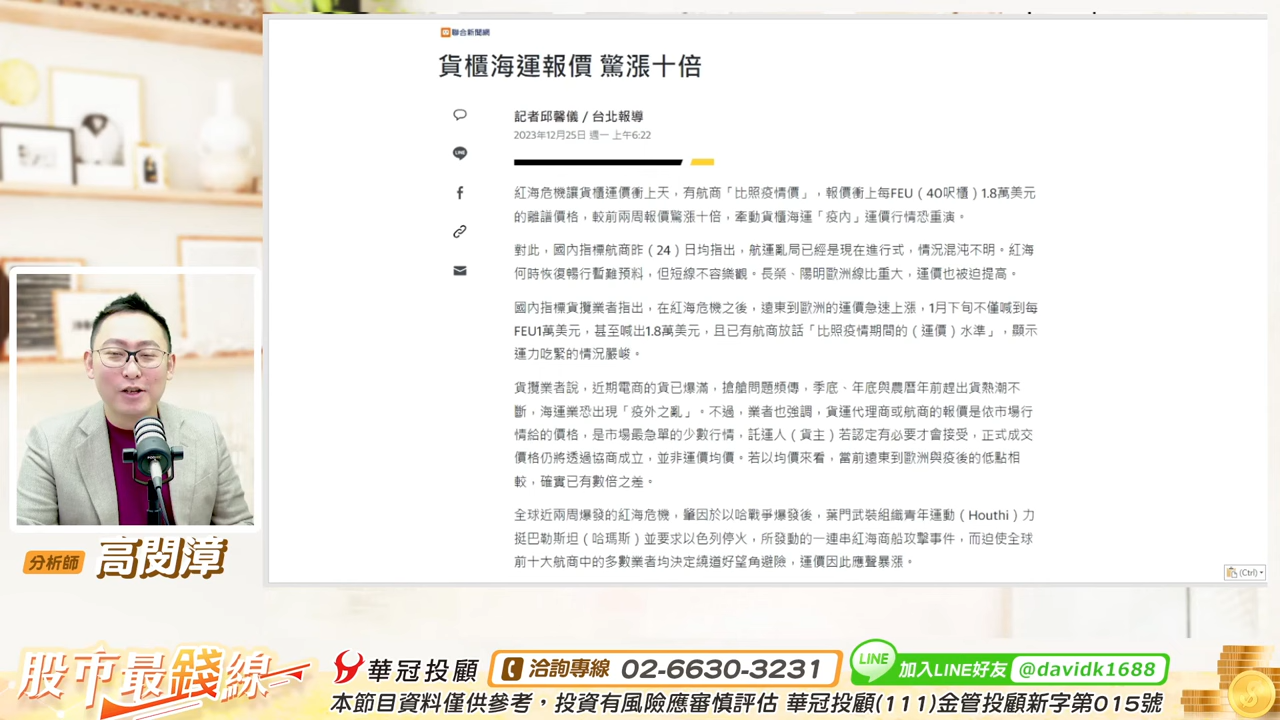 聯合新聞網
貨櫃海運報價 驚漲十倍
記者邱馨儀 / 台北報導
2023年12月25日 週一 上午6:22
紅海危機讓貨櫃運價衝上天，有航商「比照疫情價」，報價衝上每FEU（40呎櫃）1.8萬美元
的離譜價格，較前兩周報價驚漲十倍，牽動貨櫃海運「疫內」運價行情恐重演。
對此，國內指標航商昨（24）日均指出，航運亂局已經是現在進行式，情況混沌不明。紅海
何時恢復暢行暫難預料，但短線不容樂觀。長榮、陽明歐洲線比重大，運價也被迫提高。
國內指標貨攬業者指出，在紅海危機之後，遠東到歐洲的運價急速上漲，1月下旬不僅喊到每
FEU1萬美元，甚至喊出1.8萬美元，且已有航商放話「比照疫情期間的（運價）水準」，顯示
運力吃緊的情況嚴峻。
貨攬業者說，近期電商的貨已爆滿，搶艙問題頻傳，季底、年底與農曆年前趕出貨熱潮不
斷，海運業恐出現「疫外之亂」。不過，業者也強調，貨運代理商或航商的報價是依市場行
情給的價格，是市場最急單的少數行情，託運人（貨主）若認定有必要才會接受，正式成交
價格仍將透過協商成立，並非運價均價。若以均價來看，當前遠東到歐洲與疫後的低點相
較，確實已有數倍之差。
全球近兩周爆發的紅海危機，肇因於以哈戰爭爆發後，葉門武裝組織青年運動（Houthi）力
挺巴勒斯坦（哈瑪斯）並要求以色列停火，所發動的一連串紅海商船攻擊事件，而迫使全球
前十大航商中的多數業者均決定繞道好望角避險，運價因此應聲暴漲。
(Ctrl)
分析師 高閔漳
股市最錢線
華冠投顧
洽詢專線 02-6630-3231
LINE 加入LINE好友 @davidk1688
本節目資料僅供參考，投資有風險應審慎評估 華冠投顧(111)金管投顧新字第015號